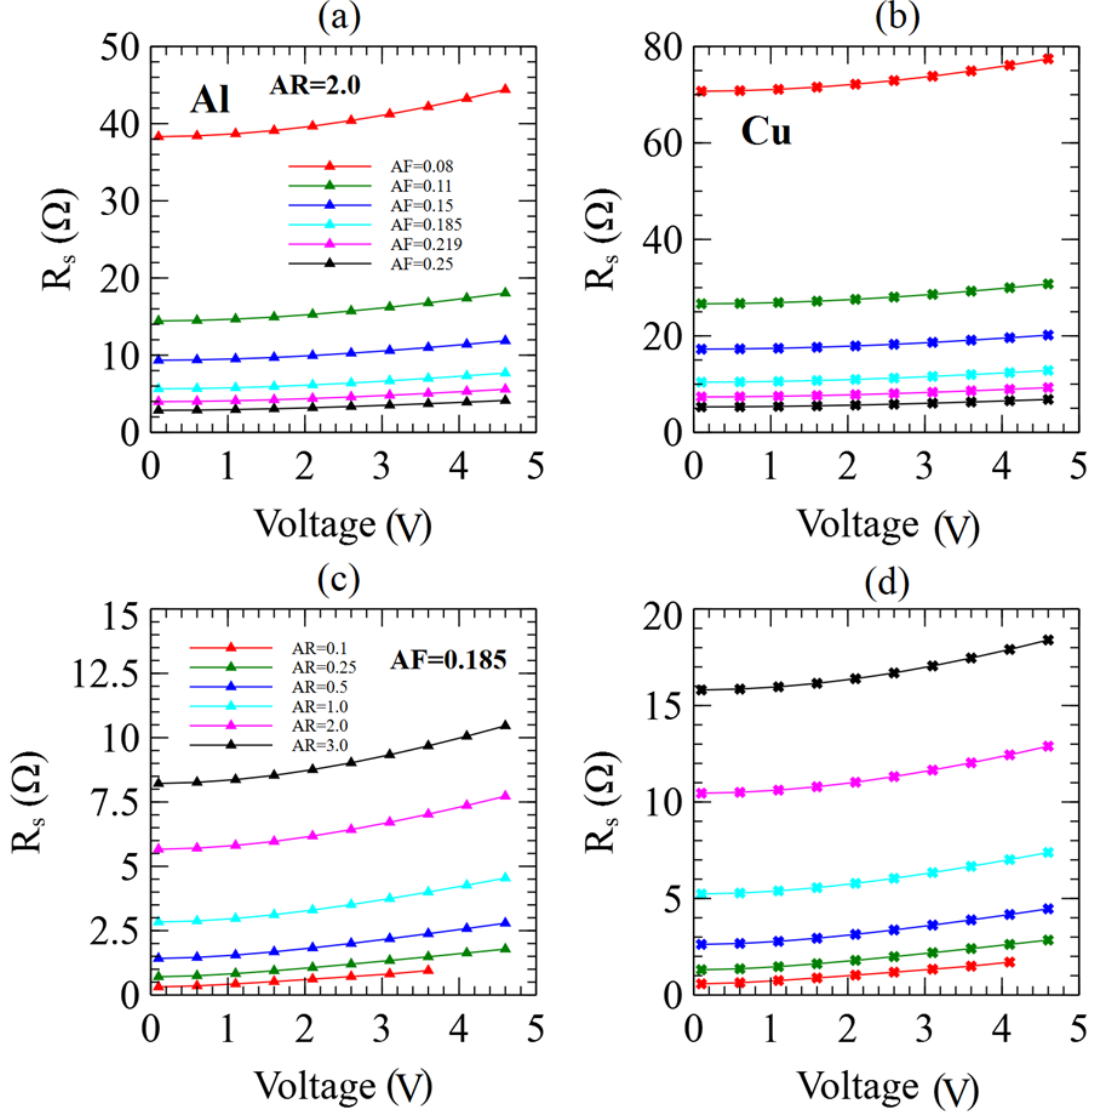 (a)
50
40
30
20
10
0
Al
AR=2.0
AF=0.08
AF=0.11
AF=0.15
AF=0.185
AF=0.219
AF=0.25
0 1 2 3 4 5
Rs (Ω)
Voltage (V)
(b)
80
60
40
20
0
Cu
0 1 2 3 4 5
Rs (Ω)
Voltage (V)
(c)
15
12.5
10
7.5
5
2.5
0
AR=0.1
AR=0.25
AR=0.5
AR=1.0
AR=2.0
AR=3.0
AF=0.185
0 1 2 3 4 5
Rs (Ω)
Voltage (V)
(d)
20
15
10
5
0
0 1 2 3 4 5
Rs (Ω)
Voltage (V)